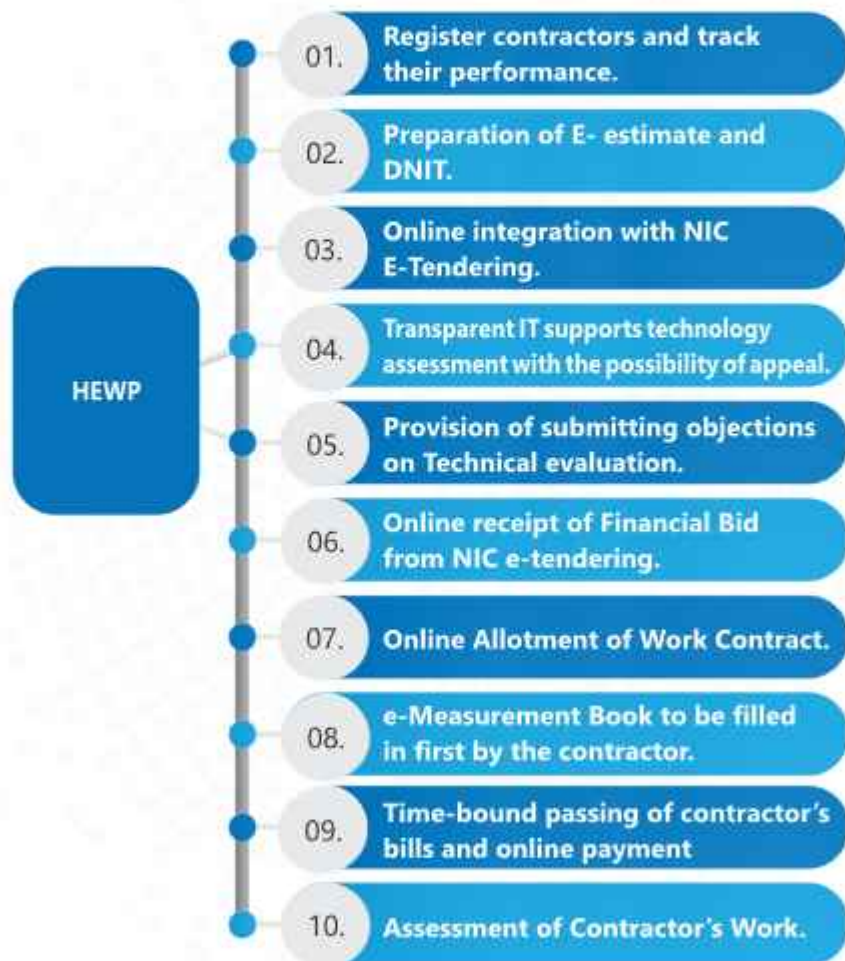 01.
Register contractors and track
their performance.
02.
Preparation of E- estimate and
DNIT.
03.
Online integration with NIC
E-Tendering.
HEWP
04.
Transparent IT supports technology
assessment with the possibility of appeal.
05.
Provision of submitting objections
on Technical evaluation.
06.
Online receipt of Financial Bid
from NIC e-tendering.
07.
Online Allotment of Work Contract.
08.
e-Measurement Book to be filled
in first by the contractor.
09.
Time-bound passing of contractor’s
bills and online payment
10.
Assessment of Contractor’s Work.